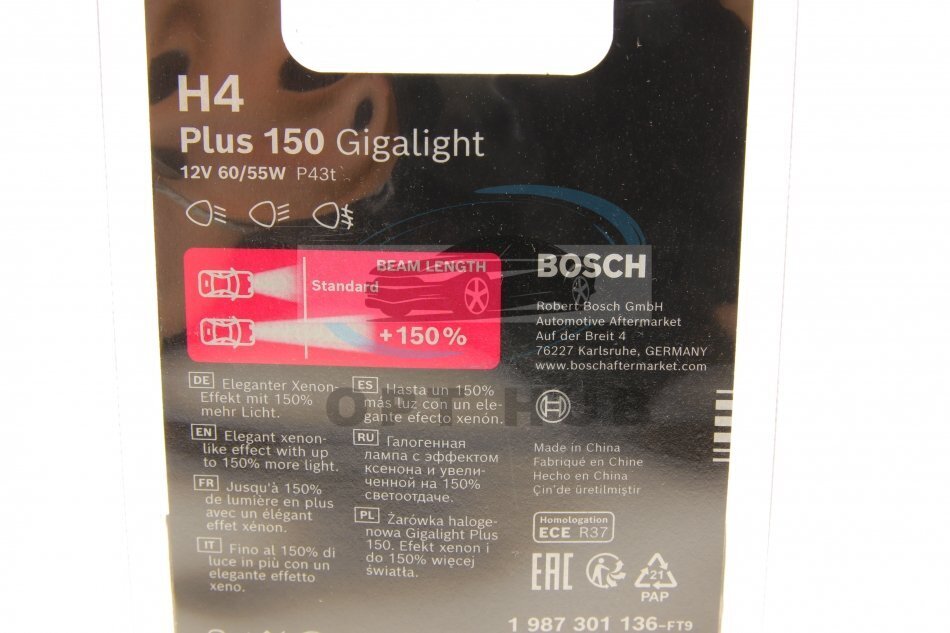 H4
Plus 150 Gigalight
12V 60/55W P43t
BEAM LENGTH
Standard
+150%
DE Eleganter Xenon-
Effekt mit 150%
mehr Licht.
EN Elegant xenon-
like effect with up
to 150% more light.
FR Jusqu'à 150%
de lumière en plus
avec un élégant
effet xénon.
IT Fino al 150% di
luce in più con un
elegante effetto
xeno.
ES Hasta un 150%
más luz con un ele-
gante efecto xenón.
RU Галогенная
лампа с эффектом
ксенона и увели-
ченной на 150%
светоотдаче.
PL Żarówka haloge-
nowa Gigalight Plus
150. Efekt xenon i
do 150% więcej
światła.
OPT HUB
BOSCH
Robert Bosch GmbH
Automotive Aftermarket
Auf der Breit 4
76227 Karlsruhe, GERMANY
www.boschaftermarket.com
Made in China
Fabriqué en Chine
Hecho en China
Çin'de üretilmiştir
Homologation
ECE R37
EAC
21
PAP
1 987 301 136-FT9